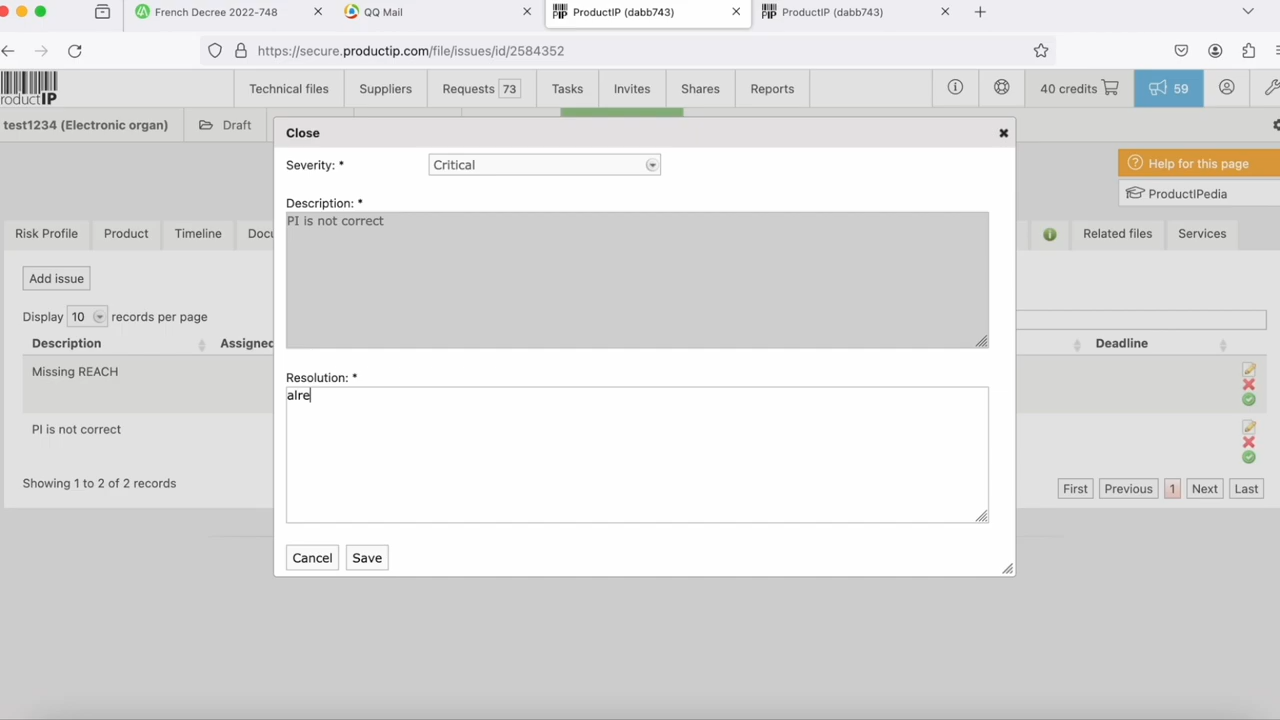 French Decree 2022-748
QQ Mail
ProductIP (dabb743)
ProductIP (dabb743)
https://secure.productip.com/file/issues/id/2584352
roductIP
Technical files
Suppliers
Requests 73
Tasks
Invites
Shares
Reports
40 credits
59
test1234 (Electronic organ)
Draft
Close
Severity: *
Critical
Help for this page
ProductIPedia
Description: *
PI is not correct
Risk Profile
Product
Timeline
Docu
Related files
Services
Add issue
Display 10 records per page
Description
Assigned
Deadline
Missing REACH
Resolution: *
alre
PI is not correct
Showing 1 to 2 of 2 records
First
Previous
1
Next
Last
Cancel
Save